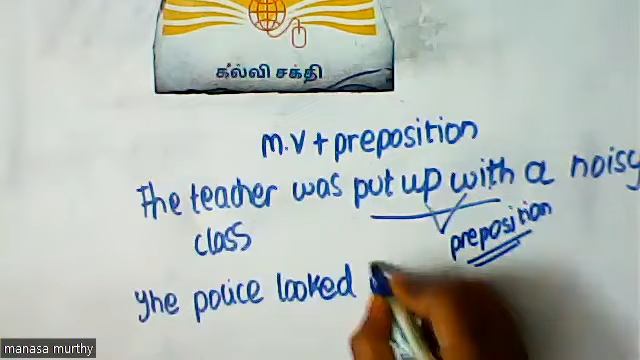 கல்வி சக்தி
m.v + preposition
The teacher was put up with a noisy
preposition
class
The police looked
manasa murthy